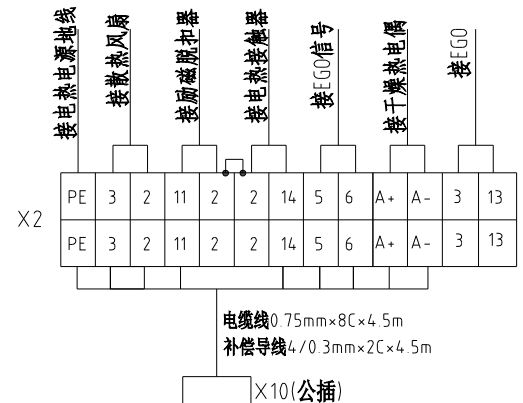 接电热电源地线
接散热风扇
接励磁脱扣器
接电热接触器
接EGO信号
接干燥热电偶
接EGO
X2
PE 3 2 11 2 2 14 5 6 A+ A- 3 13
PE 3 2 11 2 2 14 5 6 A+ A- 3 13
电缆线0.75mm×8C×4.5m
补偿导线4/0.3mm×2C×4.5m
X10(公插)